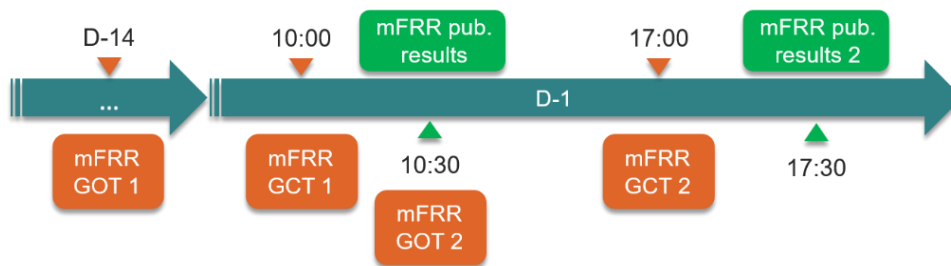 D-14
10:00
mFRR pub.
results
17:00
mFRR pub.
results 2
...
D-1
mFRR
GOT 1
mFRR
GCT 1
10:30
mFRR
GOT 2
mFRR
GCT 2
17:30